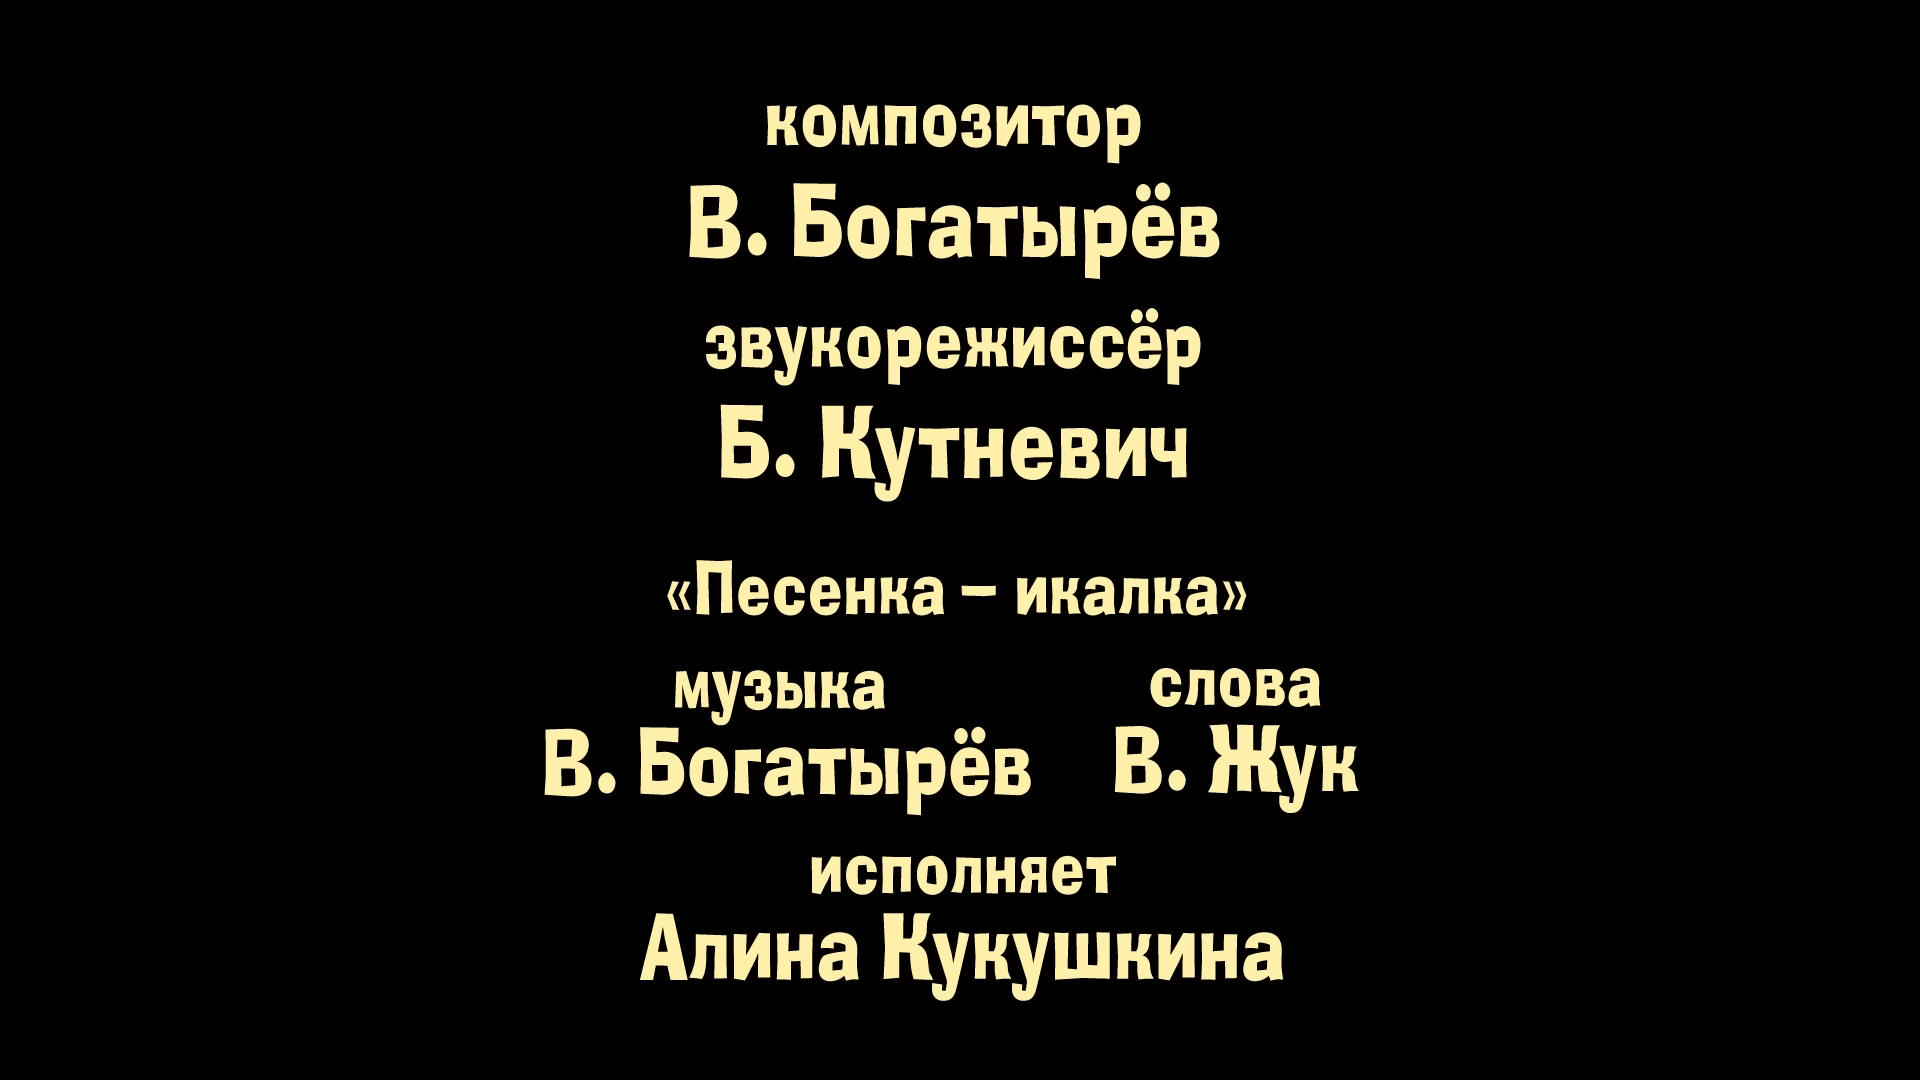 композитор
В. Богатырёв
звукорежиссёр
Б. Кутневич
«Песенка – икалка»
музыка
В. Богатырёв
слова
В. Жук
исполняет
Алина Кукушкина